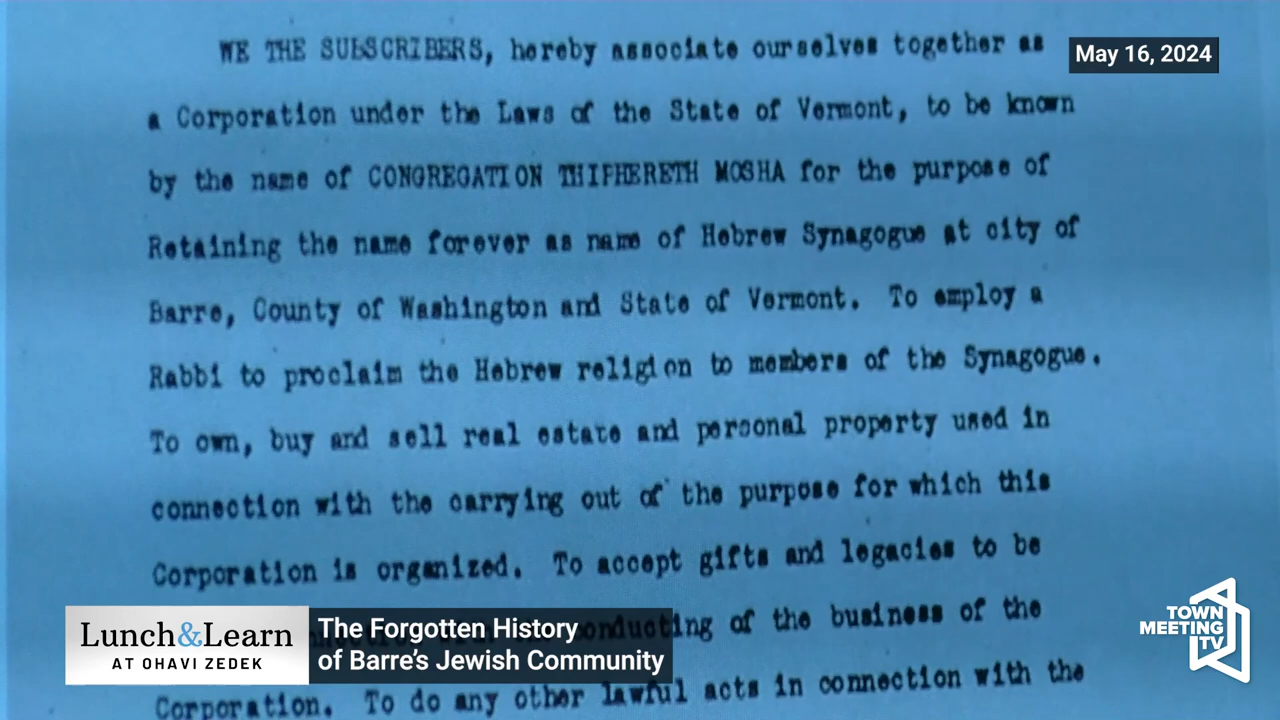 WE THE SUBSCRIBERS, hereby associate ourselves together as
May 16, 2024
a Corporation under the Laws of the State of Vermont, to be known
by the name of CONGREGATION THIPHERETH MOSHA for the purpose of
Retaining the name forever as name of Hebrew Synagogue at city of
Barre, County of Washington and State of Vermont. To employ a
Rabbi to proclaim the Hebrew religion to members of the Synagogue.
To own, buy and sell real estate and personal property used in
connection with the carrying out of the purpose for which this
Corporation is organized. To accept gifts and legacies to be
conducting of the business of the
Corporation. To do any other lawful acts in connection with the
Lunch&Learn
AT OHAVI ZEDEK
The Forgotten History
of Barre's Jewish Community
TOWN
MEETING
TV